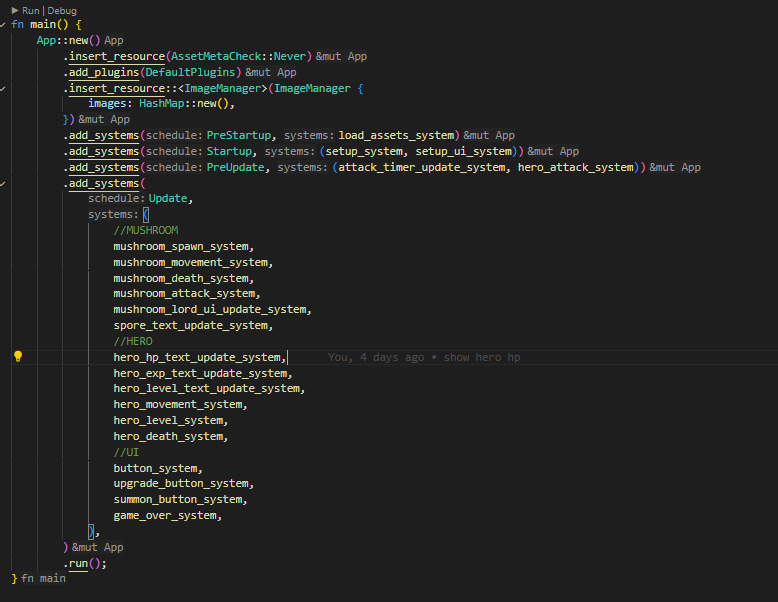 ▶ Run | Debug
fn main() {
    App::new() App
        .insert_resource(AssetMetaCheck::Never) &mut App
        .add_plugins(DefaultPlugins) &mut App
        .insert_resource::<ImageManager>(ImageManager {
            images: HashMap::new(),
        }) &mut App
        .add_systems(schedule: PreStartup, systems: load_assets_system) &mut App
        .add_systems(schedule: Startup, systems: (setup_system, setup_ui_system)) &mut App
        .add_systems(schedule: PreUpdate, systems: (attack_timer_update_system, hero_attack_system)) &mut App
        .add_systems(
            schedule: Update,
            systems: (
                //MUSHROOM
                mushroom_spawn_system,
                mushroom_movement_system,
                mushroom_death_system,
                mushroom_attack_system,
                mushroom_lord_ui_update_system,
                spore_text_update_system,
                //HERO
                hero_hp_text_update_system, You, 4 days ago • show hero hp
                hero_exp_text_update_system,
                hero_level_text_update_system,
                hero_movement_system,
                hero_level_system,
                hero_death_system,
                //UI
                button_system,
                upgrade_button_system,
                summon_button_system,
                game_over_system,
            ),
        ) &mut App
        .run();
} fn main